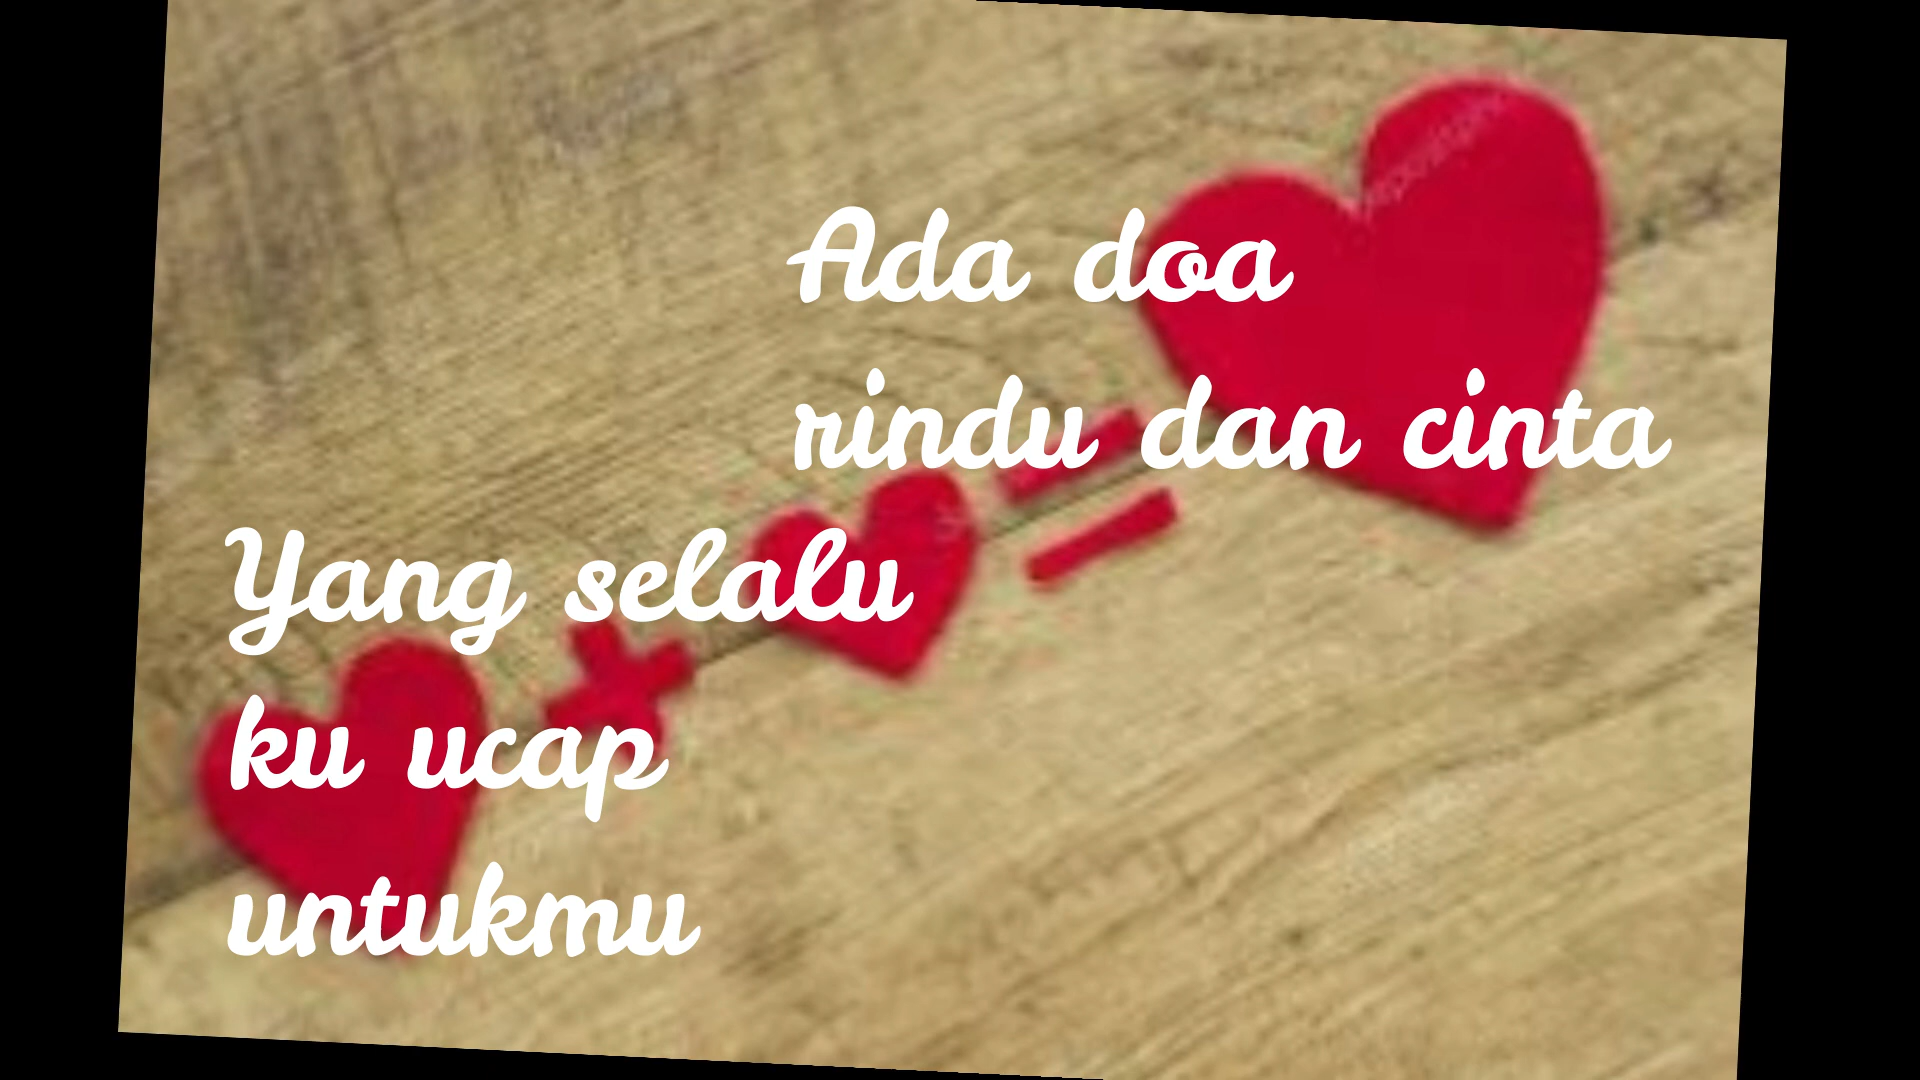 Ada doa
rindu dan cinta
Yang selalu
ku ucap
untukmu